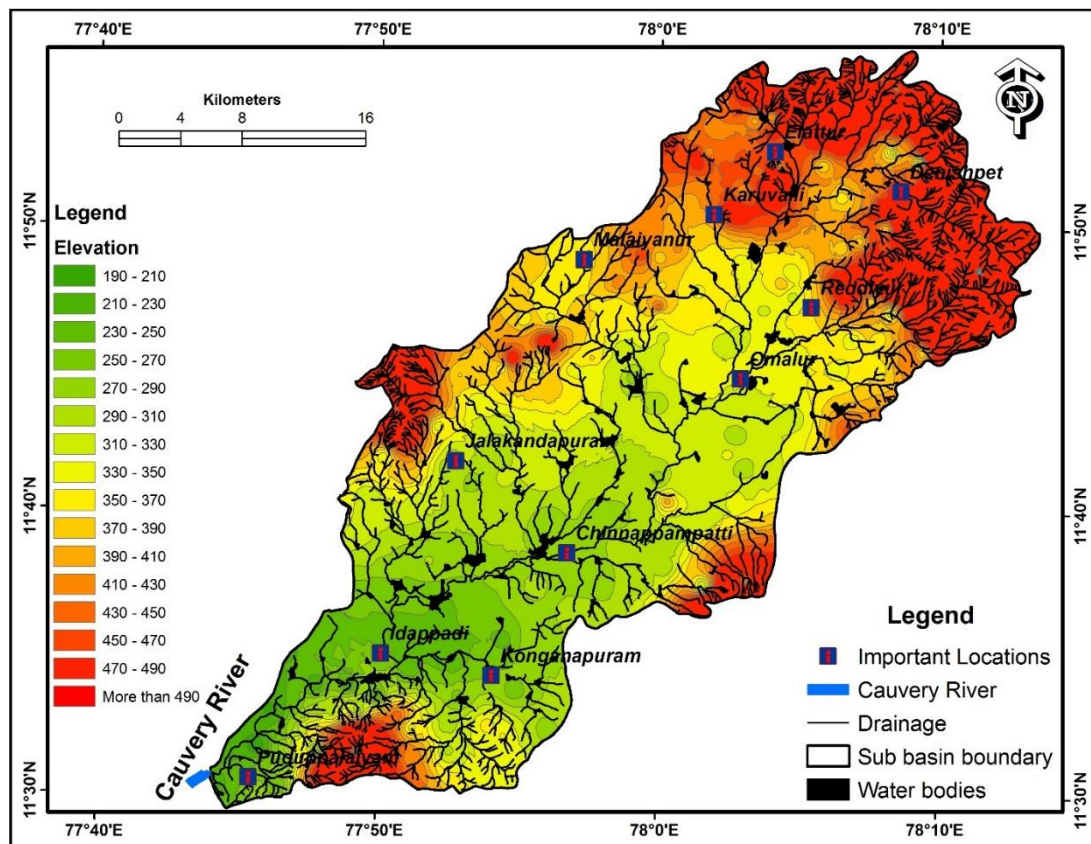 77°40'E
77°50'E
78°0'E
78°10'E
Kilometers
0 4 8 16
N
Elattur
Denishpet
11°50'N
11°50'N
Malaiyanur
Legend
Elevation
190 - 210
210 - 230
230 - 250
250 - 270
270 - 290
290 - 310
310 - 330
330 - 350
350 - 370
370 - 390
390 - 410
410 - 430
430 - 450
450 - 470
470 - 490
More than 490
Omalur
Jalakandapuram
11°40'N
11°40'N
Chinnappampatti
Idappadi
Konganapuram
Puduppalaiyam
Cauvery River
Legend
Important Locations
Cauvery River
Drainage
Sub basin boundary
Water bodies
11°30'N
11°30'N
77°40'E
77°50'E
78°0'E
78°10'E